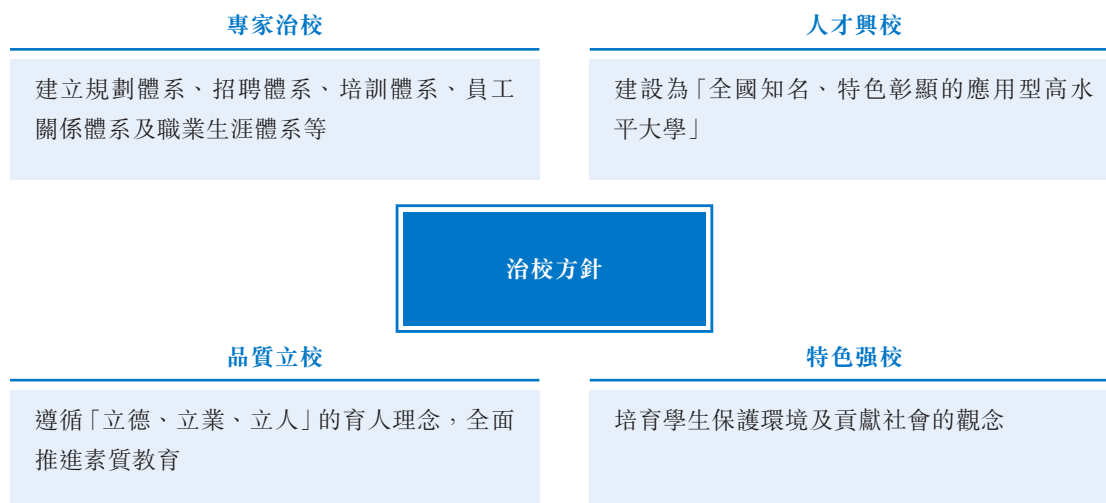 專家治校
建立規劃體系、招聘體系、培訓體系、員工
關係體系及職業生涯體系等
人才興校
建設為「全國知名、特色彰顯的應用型高水
平大學」
治校方針
品質立校
遵循「立德、立業、立人」的育人理念，全面
推進素質教育
特色强校
培育學生保護環境及貢獻社會的觀念